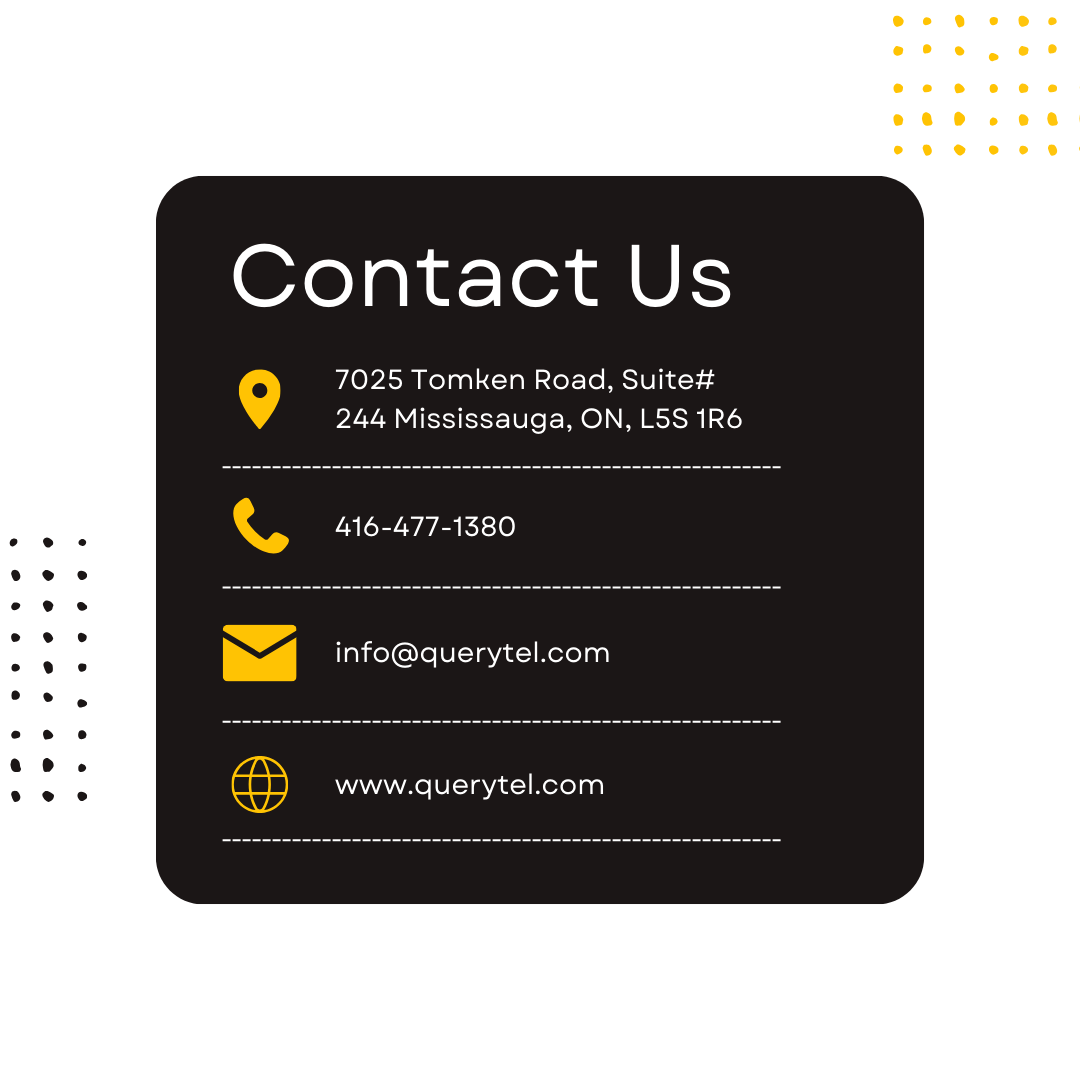 Contact Us
7025 Tomken Road, Suite#
244 Mississauga, ON, L5S 1R6
416-477-1380
info@querytel.com
www.querytel.com